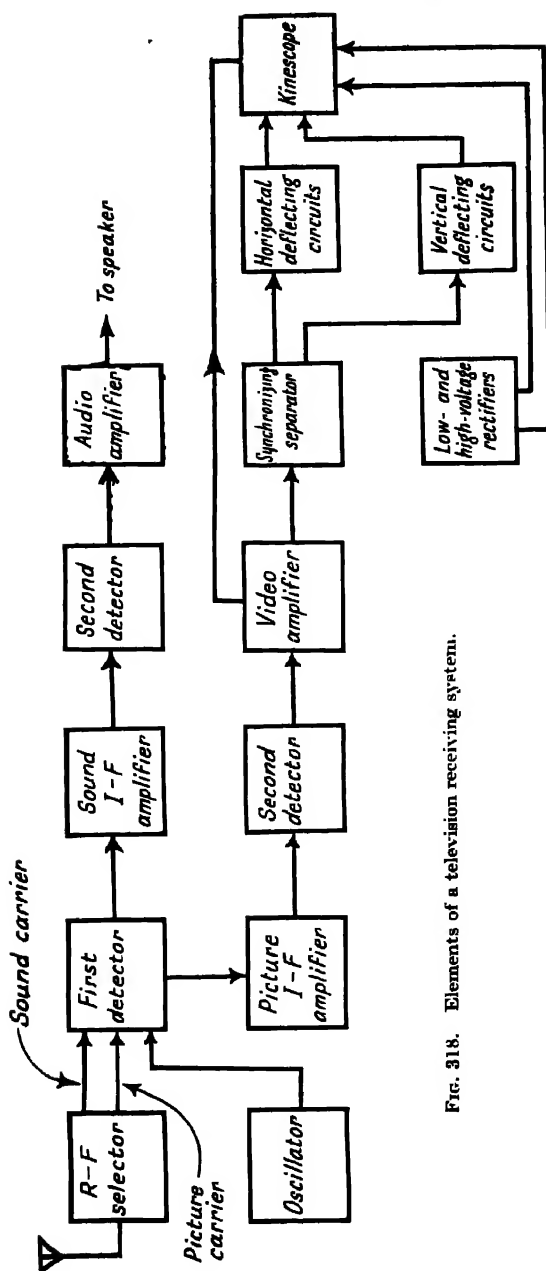 Sound carrier
R-F
selector
Picture
carrier
First
detector
Oscillator
Sound
I-F
amplifier
Second
detector
Audio
amplifier
To speaker
Picture
I-F
amplifier
Second
detector
Video
amplifier
Synchronizing
separator
Horizontal
deflecting
circuits
Vertical
deflecting
circuits
Kinescope
Low- and
high-voltage
rectifiers
FIG. 318. Elements of a television receiving system.